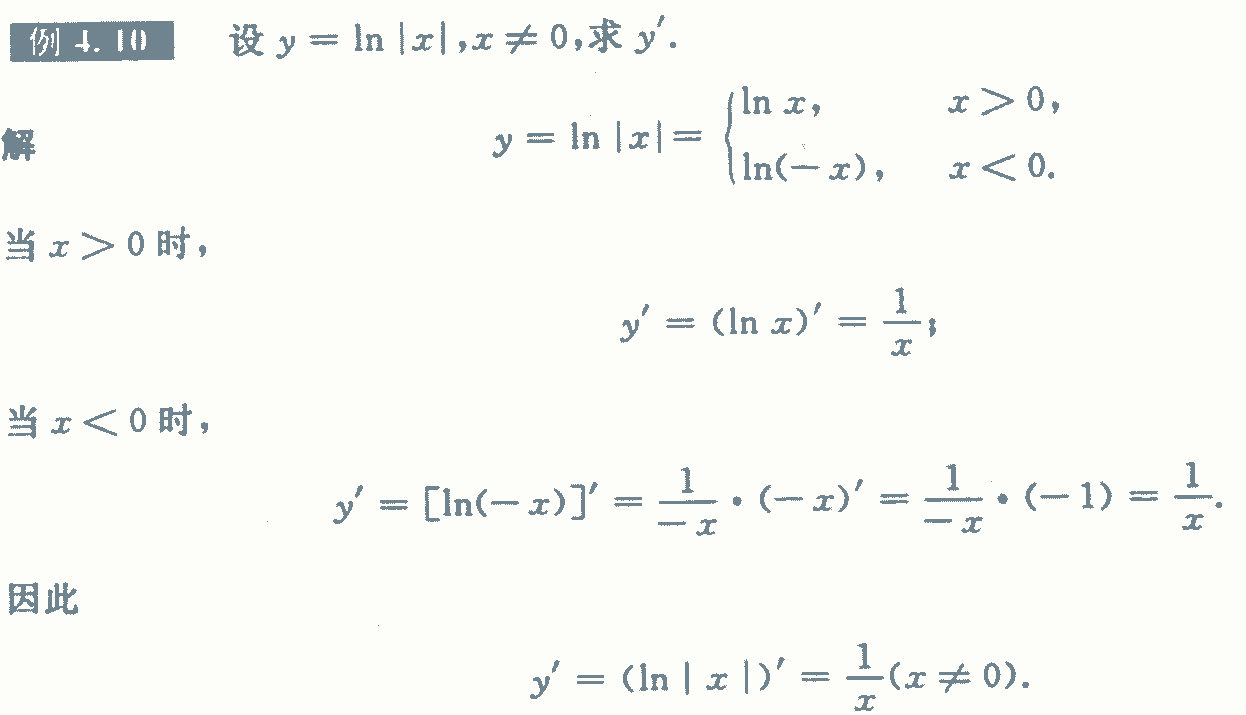 例 4.10 设 y = ln |x|, x ≠ 0, 求 y′.
解 y = ln |x| = { ln x, x > 0,
ln(−x), x < 0.
当 x > 0 时,
y′ = (ln x)′ = 1/x;
当 x < 0 时,
y′ = [ln(−x)]′ = 1/(−x) · (−x)′ = 1/(−x) · (−1) = 1/x.
因此
y′ = (ln | x |)′ = 1/x (x ≠ 0).